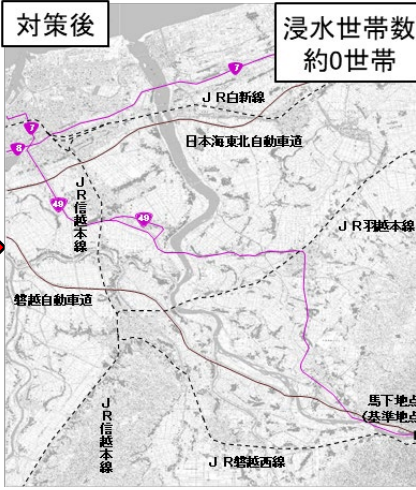 対策後
浸水世帯数
約0世帯
7
JR白新線
7
8
日本海東北自動車道
JR信越本線
49
49
JR羽越本線
磐越自動車道
馬下地点
(基準地点
JR信越本線
JR磐越西線